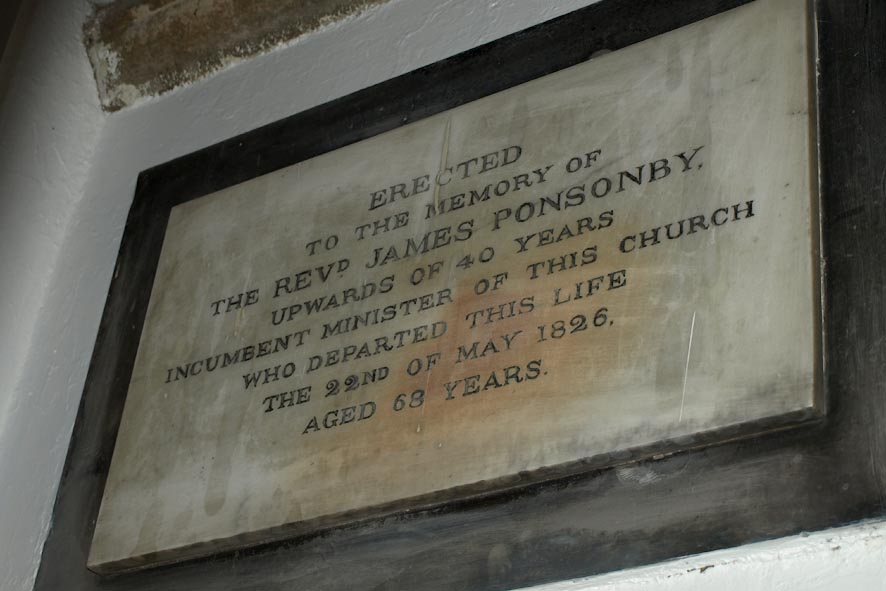 ERECTED
TO THE MEMORY OF
THE REVD JAMES PONSONBY,
UPWARDS OF 40 YEARS
INCUMBENT MINISTER OF THIS CHURCH
WHO DEPARTED THIS LIFE
THE 22ND OF MAY 1826,
AGED 68 YEARS.